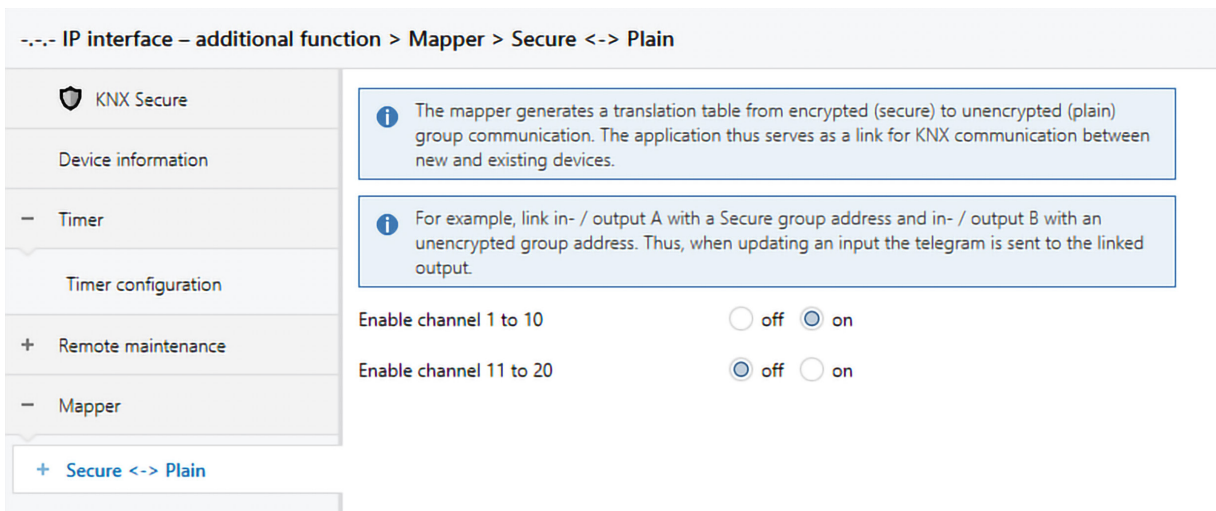 -.-.- IP interface – additional function > Mapper > Secure <-> Plain
KNX Secure
Device information
− Timer
Timer configuration
+ Remote maintenance
− Mapper
+ Secure <-> Plain
The mapper generates a translation table from encrypted (secure) to unencrypted (plain)
group communication. The application thus serves as a link for KNX communication between
new and existing devices.
For example, link in- / output A with a Secure group address and in- / output B with an
unencrypted group address. Thus, when updating an input the telegram is sent to the linked
output.
Enable channel 1 to 10 off on
Enable channel 11 to 20 off on